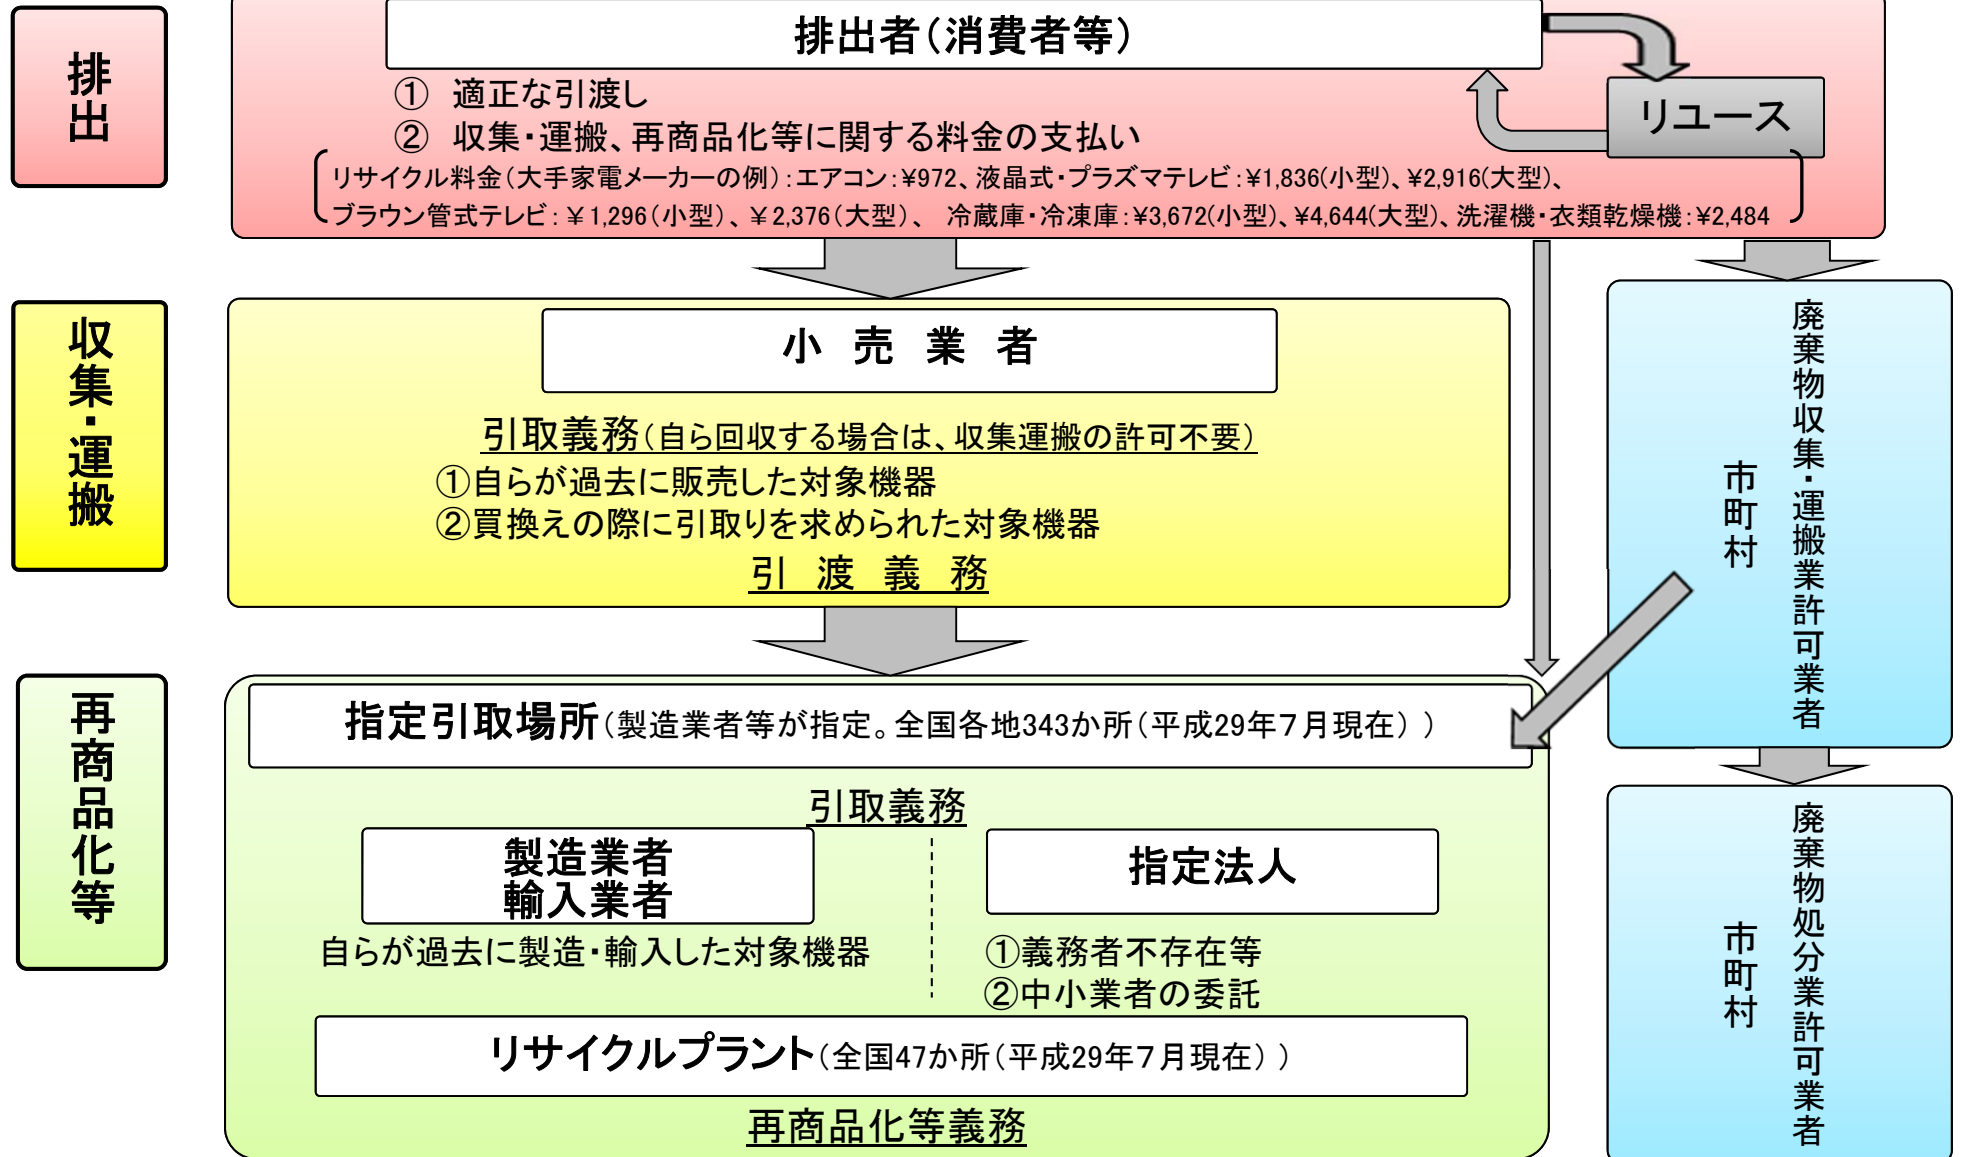 排出
排出者（消費者等）
① 適正な引渡し
② 収集・運搬、再商品化等に関する料金の支払い
リユース
リサイクル料金（大手家電メーカーの例）：エアコン：¥972、液晶式・プラズマテレビ：¥1,836(小型)、¥2,916(大型)、
ブラウン管式テレビ：￥1,296（小型）、￥2,376（大型）、 冷蔵庫・冷凍庫：¥3,672(小型)、¥4,644(大型)、洗濯機・衣類乾燥機：¥2,484
収集・運搬
小売業者
引取義務（自ら回収する場合は、収集運搬の許可不要）
①自らが過去に販売した対象機器
②買換えの際に引取りを求められた対象機器
引渡義務
廃棄物収集・運搬業許可業者
市町村
再商品化等
指定引取場所（製造業者等が指定。全国各地343か所（平成29年７月現在））
引取義務
製造業者
輸入業者
自らが過去に製造・輸入した対象機器
指定法人
①義務者不存在等
②中小業者の委託
リサイクルプラント（全国47か所（平成29年７月現在））
再商品化等義務
廃棄物処分業許可業者
市町村